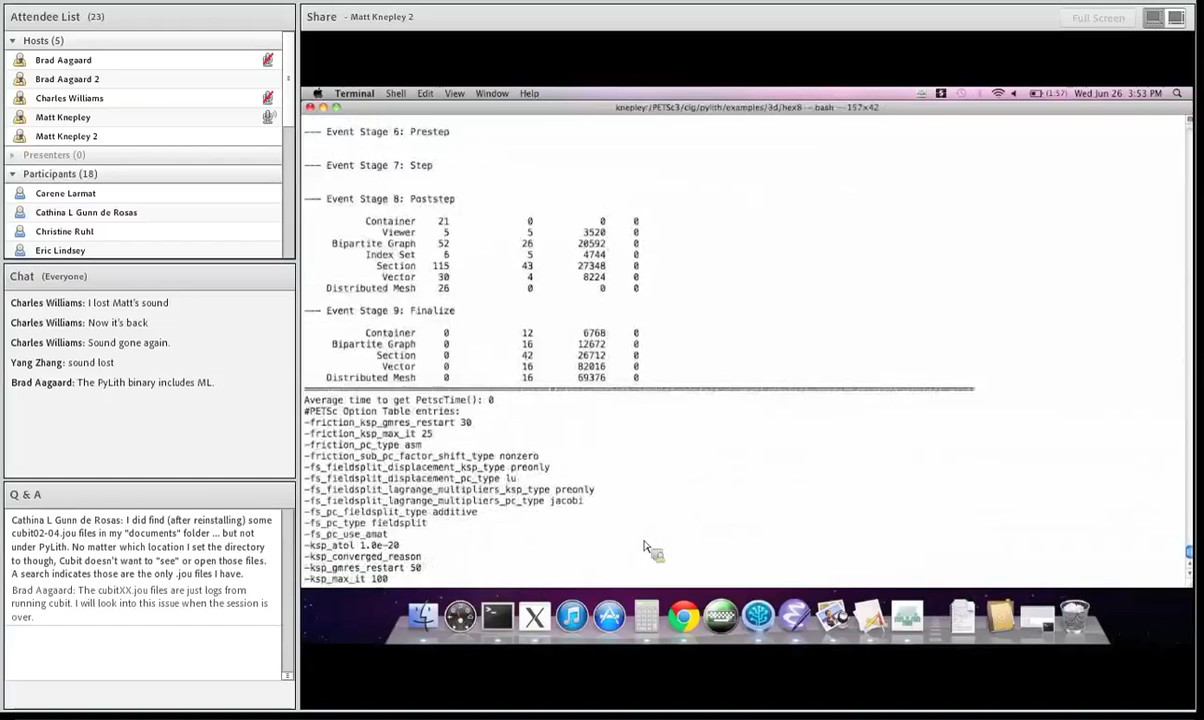 Attendee List (23)
Hosts (5)
Brad Aagaard
Brad Aagaard 2
Charles Williams
Matt Knepley
Matt Knepley 2
Presenters (0)
Participants (18)
Carene Larmat
Cathina L Gunn de Rosas
Christine Ruhl
Eric Lindsey
Chat (Everyone)
Charles Williams: I lost Matt's sound
Charles Williams: Now it's back
Charles Williams: Sound gone again.
Yang Zhang: sound lost
Brad Aagaard: The PyLith binary includes ML.
Q & A
Cathina L Gunn de Rosas: I did find (after reinstalling) some
cubit02-04.jou files in my "documents" folder ... but not
under PyLith. No matter which location I set the directory
to though, Cubit doesn't want to "see" or open those files.
A search indicates those are the only .jou files I have.
Brad Aagaard: The cubitXX.jou files are just logs from
running cubit. I will look into this issue when the session is
over.
Share - Matt Knepley 2
Full Screen
Terminal Shell Edit View Window Help
(1:57) Wed Jun 26 3:53 PM
knepley:/PETSc3/cig/pylith/examples/3d/hex8 — bash — 157×42
--- Event Stage 6: Prestep
--- Event Stage 7: Step
--- Event Stage 8: Poststep
Container 21 0 0 0
Viewer 5 5 3520 0
Bipartite Graph 52 26 20592 0
Index Set 6 5 4744 0
Section 115 43 27348 0
Vector 30 4 8224 0
Distributed Mesh 26 0 0 0
--- Event Stage 9: Finalize
Container 0 12 6768 0
Bipartite Graph 0 16 12672 0
Section 0 42 26712 0
Vector 0 16 82016 0
Distributed Mesh 0 16 69376 0
Average time to get PetscTime(): 0
#PETSc Option Table entries:
-friction_ksp_gmres_restart 30
-friction_ksp_max_it 25
-friction_pc_type asm
-friction_sub_pc_factor_shift_type nonzero
-fs_fieldsplit_displacement_ksp_type preonly
-fs_fieldsplit_displacement_pc_type lu
-fs_fieldsplit_lagrange_multipliers_ksp_type preonly
-fs_fieldsplit_lagrange_multipliers_pc_type jacobi
-fs_pc_fieldsplit_type additive
-fs_pc_type fieldsplit
-fs_pc_use_amat
-ksp_atol 1.0e-20
-ksp_converged_reason
-ksp_gmres_restart 50
-ksp_max_it 100